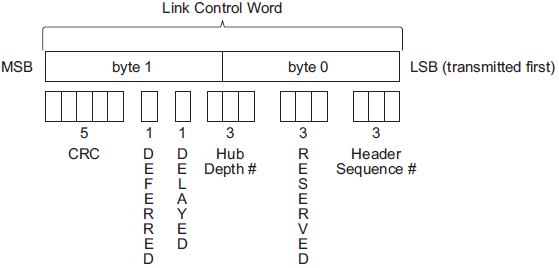 Link Control Word
MSB
byte 1
byte 0
LSB (transmitted first)
5
1
1
3
3
3
CRC
DEFERRED
DELAYED
Hub
Depth #
RESERVED
Header
Sequence #